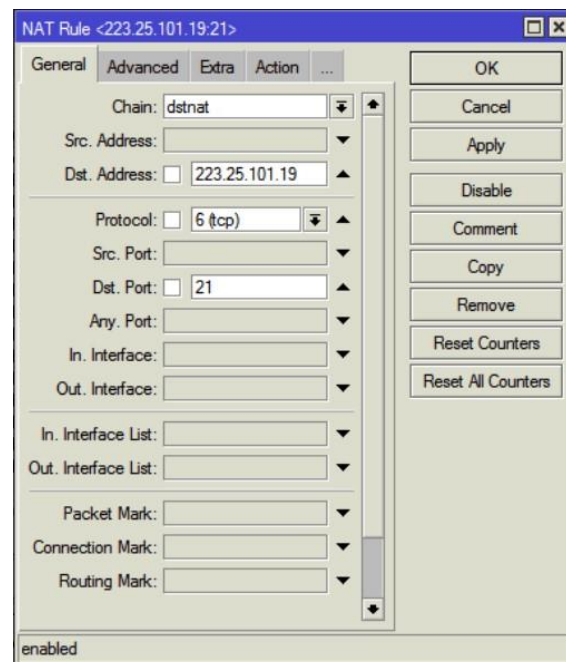 NAT Rule <223.25.101.19:21>
General Advanced Extra Action ...
Chain: dstnat
Src. Address:
Dst. Address: 223.25.101.19
Protocol: 6 (tcp)
Src. Port:
Dst. Port: 21
Any. Port:
In. Interface:
Out. Interface:
In. Interface List:
Out. Interface List:
Packet Mark:
Connection Mark:
Routing Mark:
OK
Cancel
Apply
Disable
Comment
Copy
Remove
Reset Counters
Reset All Counters
enabled